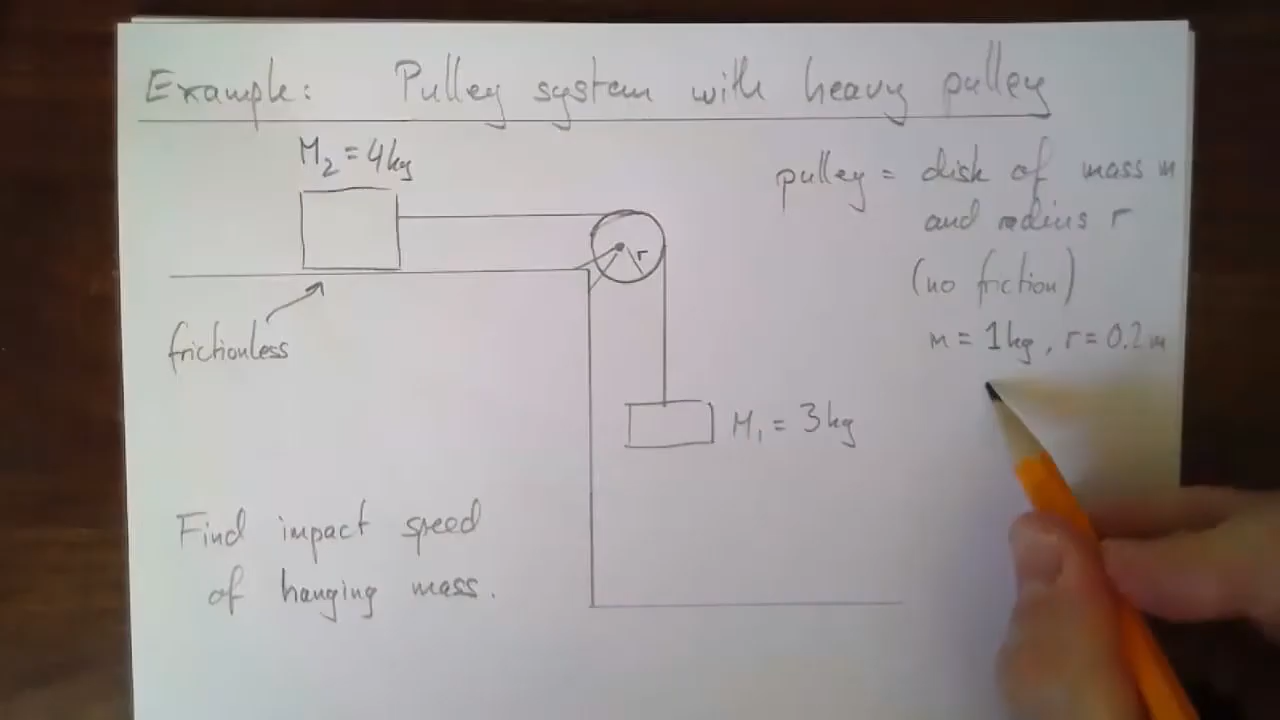 Example: Pulley system with heavy pulley
M₂ = 4kg
pulley = disk of mass m
and radius r
(no friction)
m = 1kg, r = 0.2m
r
frictionless
M₁ = 3kg
Find impact speed
of hanging mass.